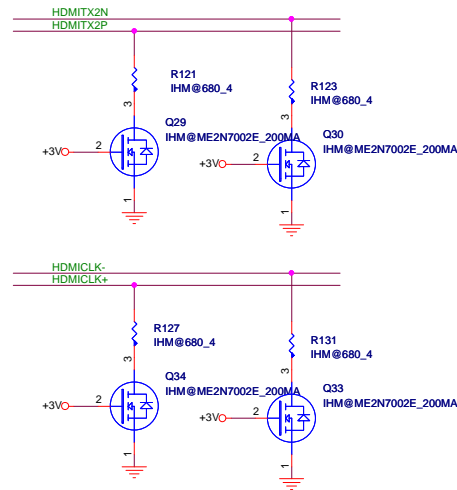 HDMITX2N
HDMITX2P
R121
IHM@680_4
R123
IHM@680_4
3
3
Q29
IHM@ME2N7002E_200MA
Q30
IHM@ME2N7002E_200MA
+3V
2
+3V
2
1
1
HDMICLK-
HDMICLK+
R127
IHM@680_4
R131
IHM@680_4
3
3
Q34
IHM@ME2N7002E_200MA
Q33
IHM@ME2N7002E_200MA
+3V
2
+3V
2
1
1